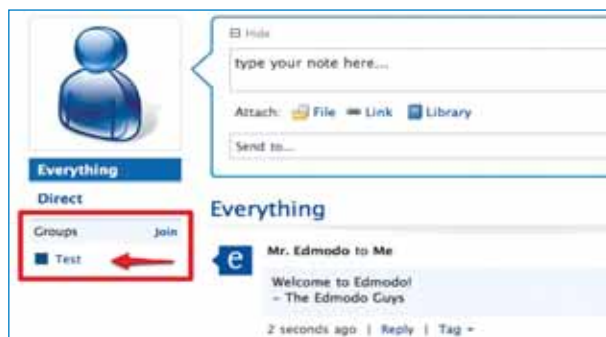 Hide
type your note here...
Attach: File Link Library
Send to...
Everything
Direct
Groups Join
Test
Everything
e
Mr. Edmodo to Me
Welcome to Edmodo!
– The Edmodo Guys
2 seconds ago | Reply | Tag